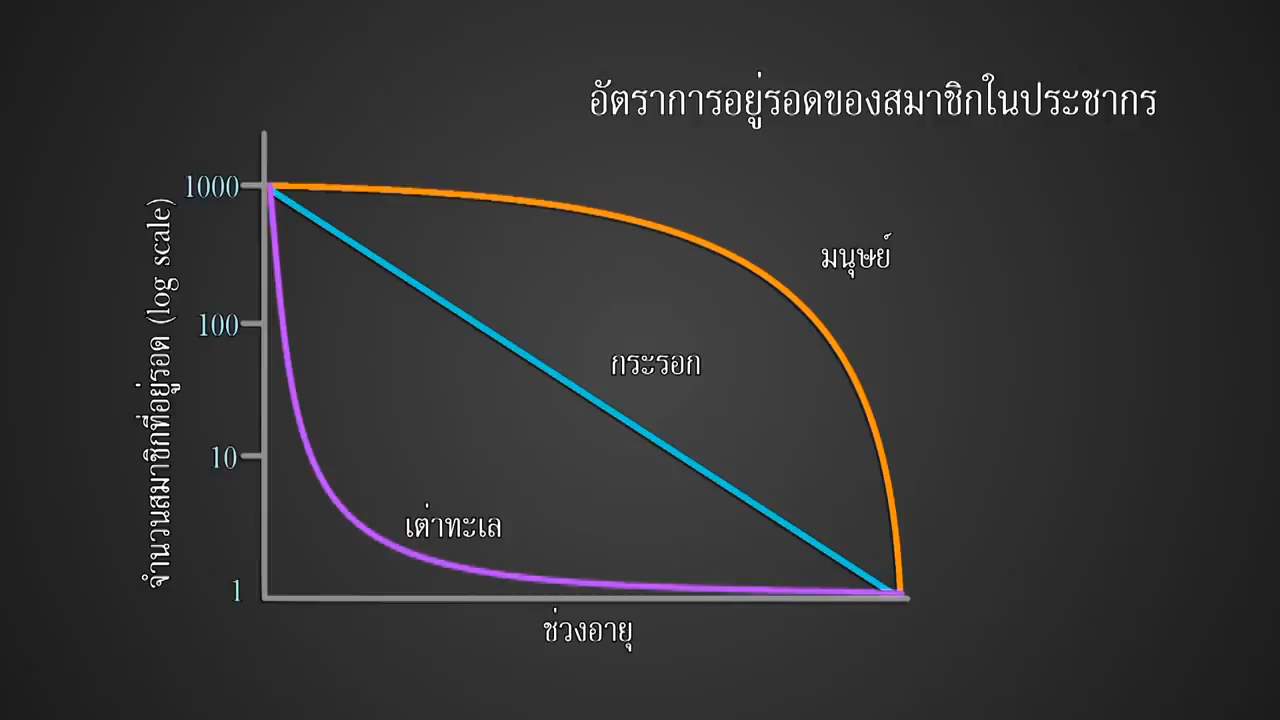 อัตราการอยู่รอดของสมาชิกในประชากร
จำนวนสมาชิกที่อยู่รอด (log scale)
1000
100
10
1
มนุษย์
กระรอก
เต่าทะเล
ช่วงอายุ